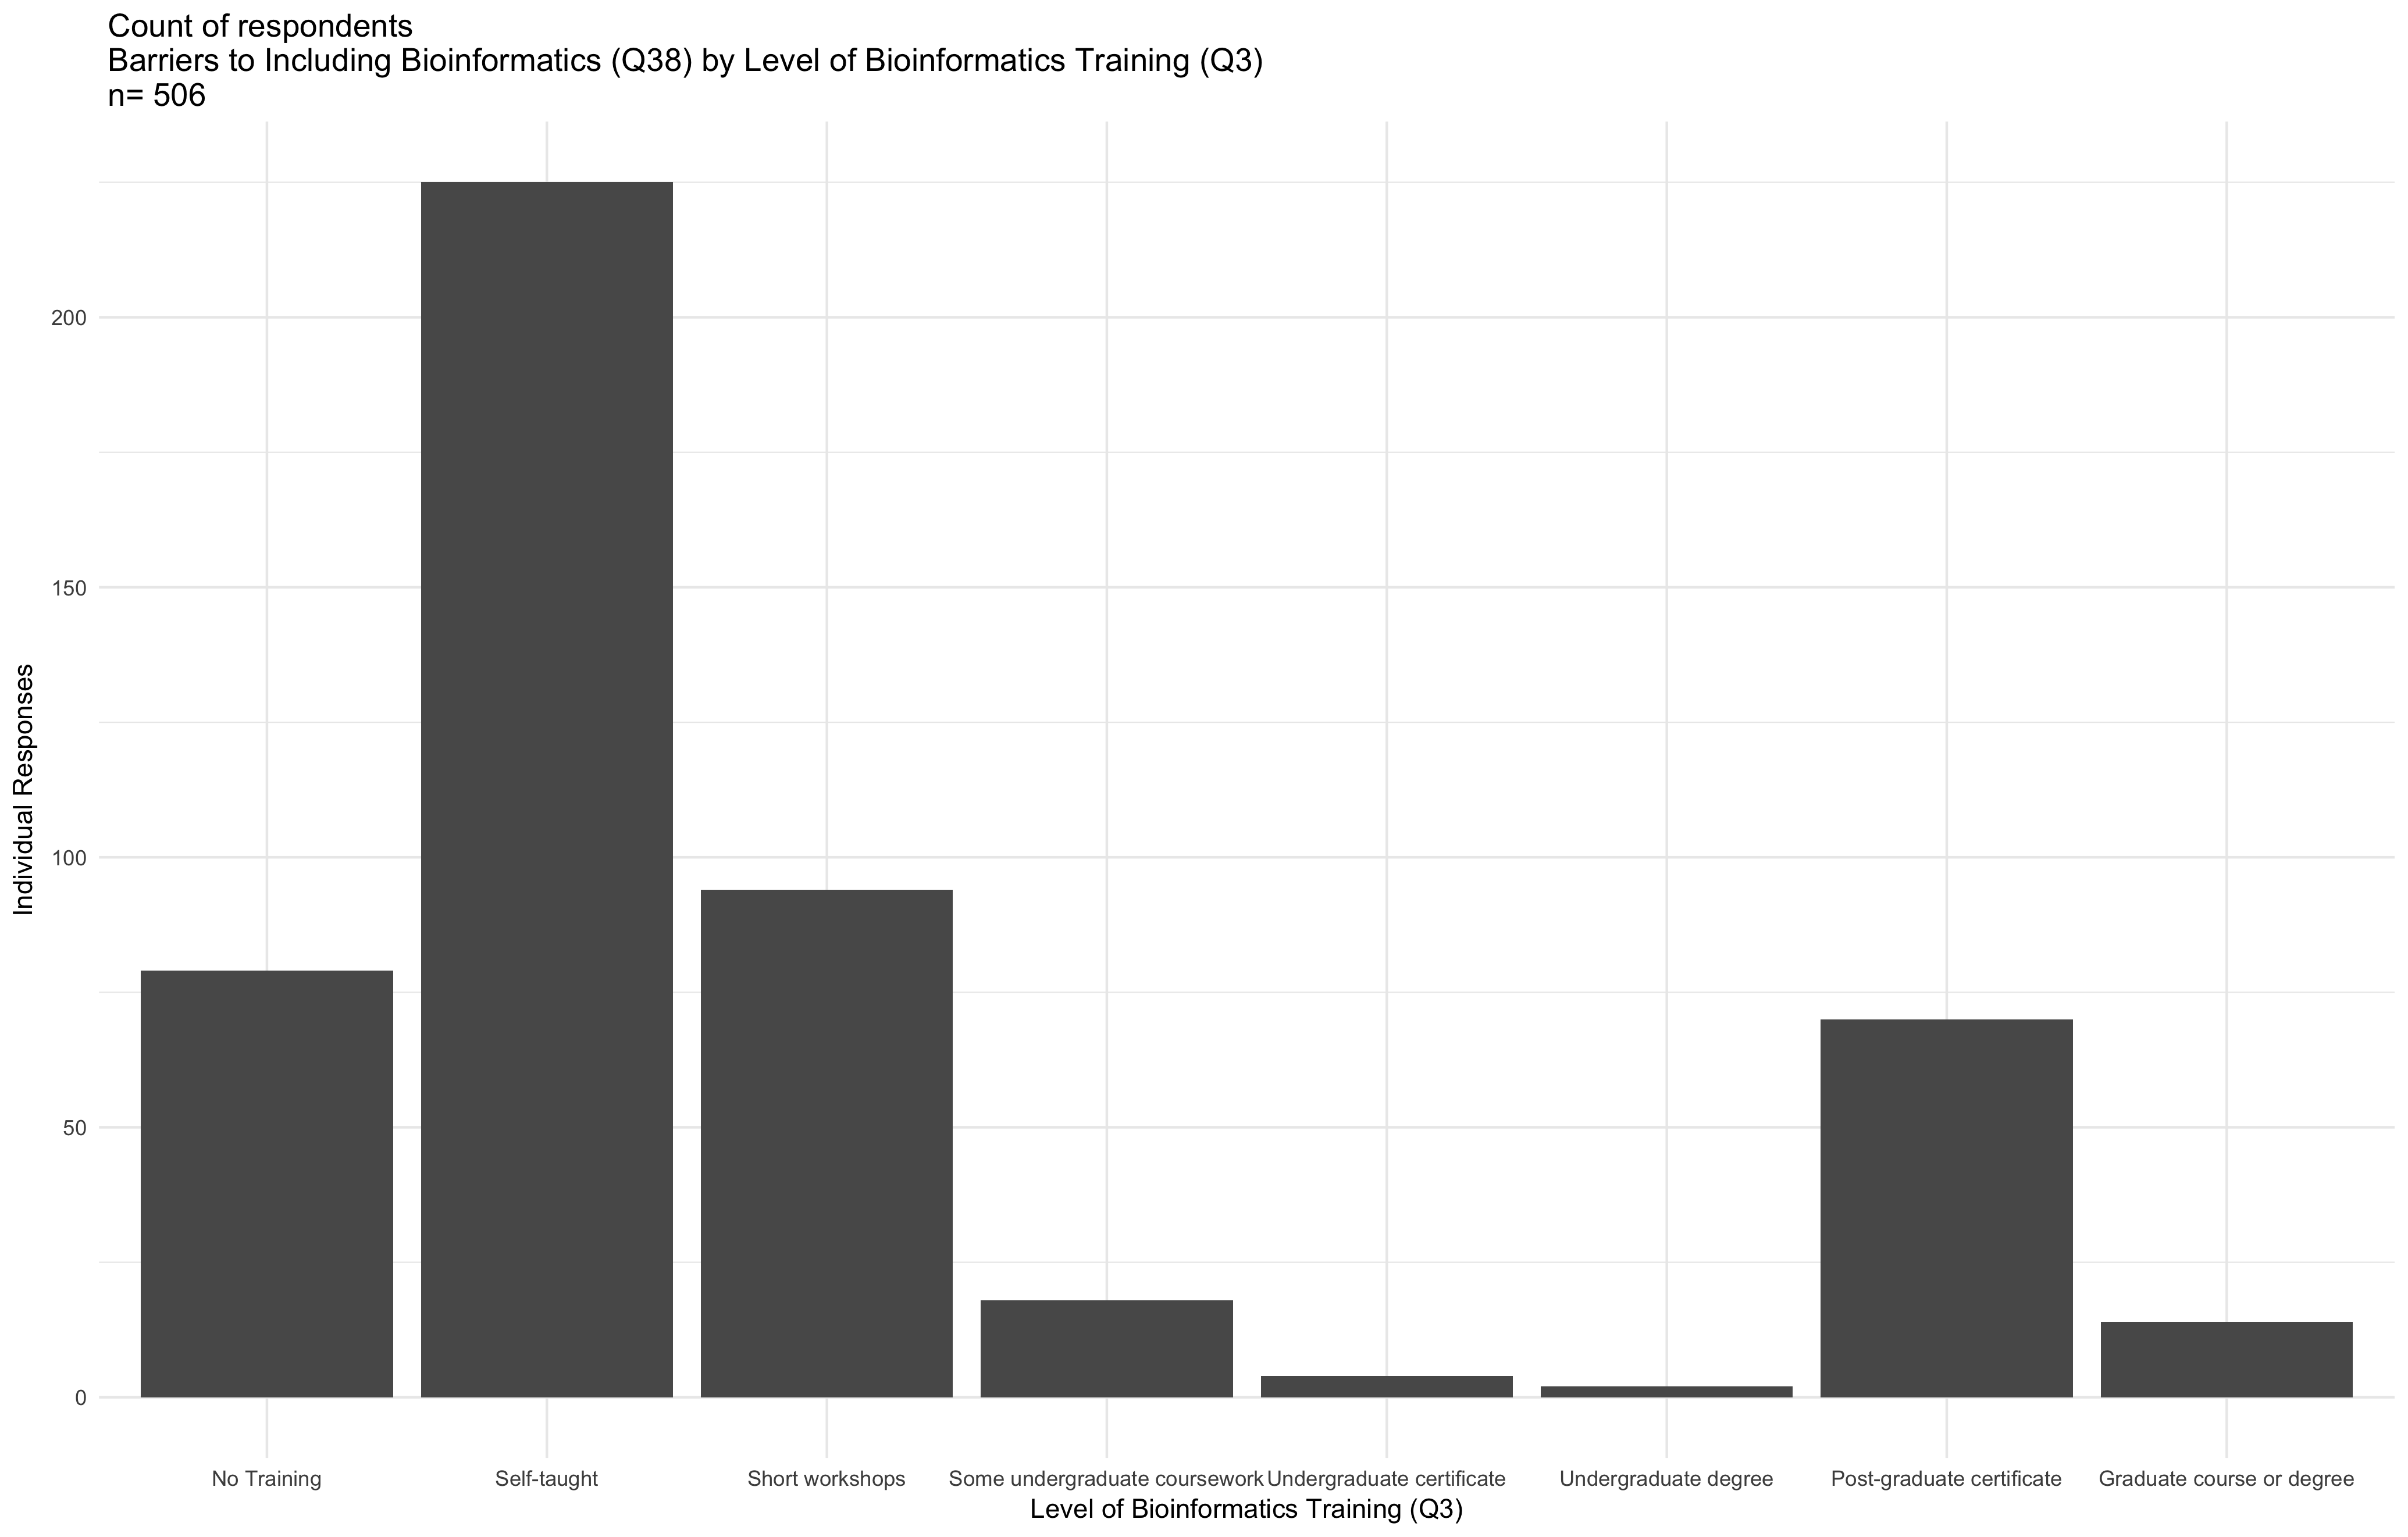 Count of respondents
Barriers to Including Bioinformatics (Q38) by Level of Bioinformatics Training (Q3)
n= 506
Individual Responses
200
150
100
50
0
No Training Self-taught Short workshops Some undergraduate coursework Undergraduate certificate Undergraduate degree Post-graduate certificate Graduate course or degree
Level of Bioinformatics Training (Q3)